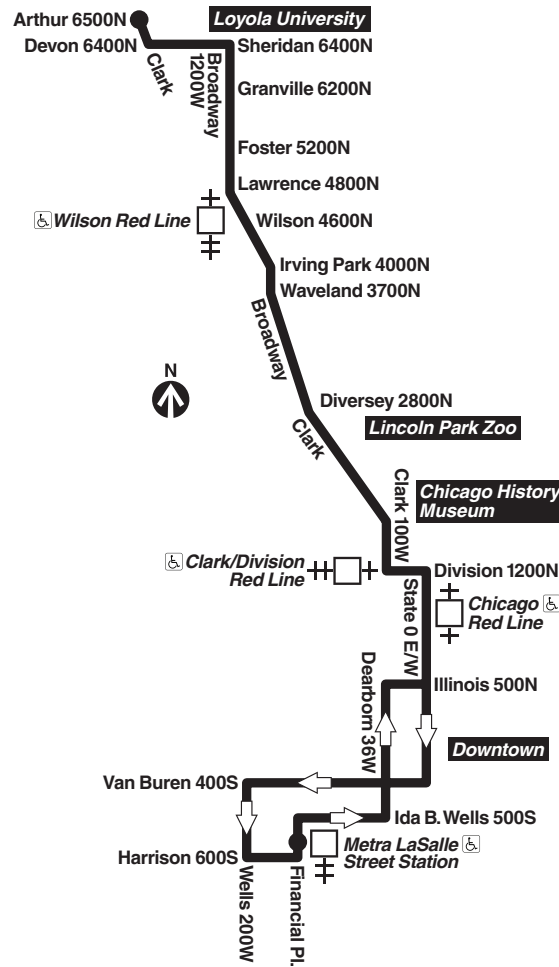 Arthur 6500N
Loyola University
Devon 6400N
Sheridan 6400N
Clark
Broadway
1200W
Granville 6200N
Foster 5200N
Lawrence 4800N
Wilson Red Line
Wilson 4600N
Irving Park 4000N
Waveland 3700N
Broadway
N
Diversey 2800N
Clark
Lincoln Park Zoo
Clark 100W
Chicago History
Museum
Clark/Division
Red Line
Division 1200N
State 0 E/W
Chicago
Red Line
Dearborn 36W
Illinois 500N
Downtown
Van Buren 400S
Ida B. Wells 500S
Harrison 600S
Metra LaSalle
Street Station
Wells 200W
Financial Pl.